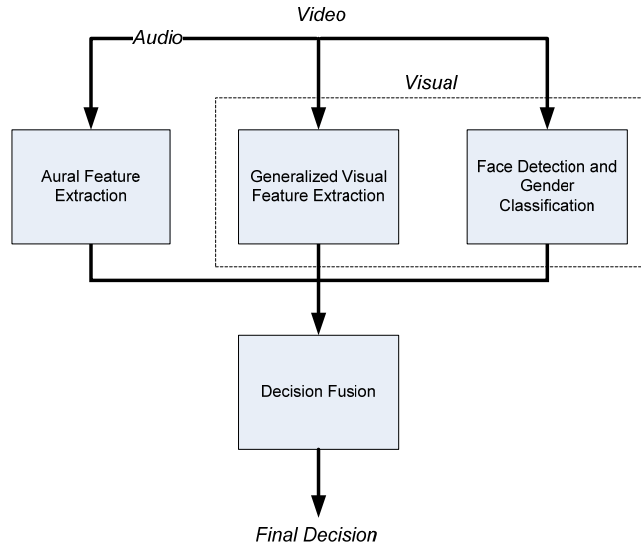 Video
Audio
Visual
Aural Feature
Extraction
Generalized Visual
Feature Extraction
Face Detection and
Gender
Classification
Decision Fusion
Final Decision